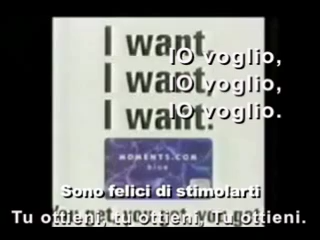 I want,
I want,
I want.
IO voglio,
IO voglio,
IO voglio.
MOMENTS.COM
blue
Sono felici di stimolarti
Tu ottieni, tu ottieni, Tu ottieni.